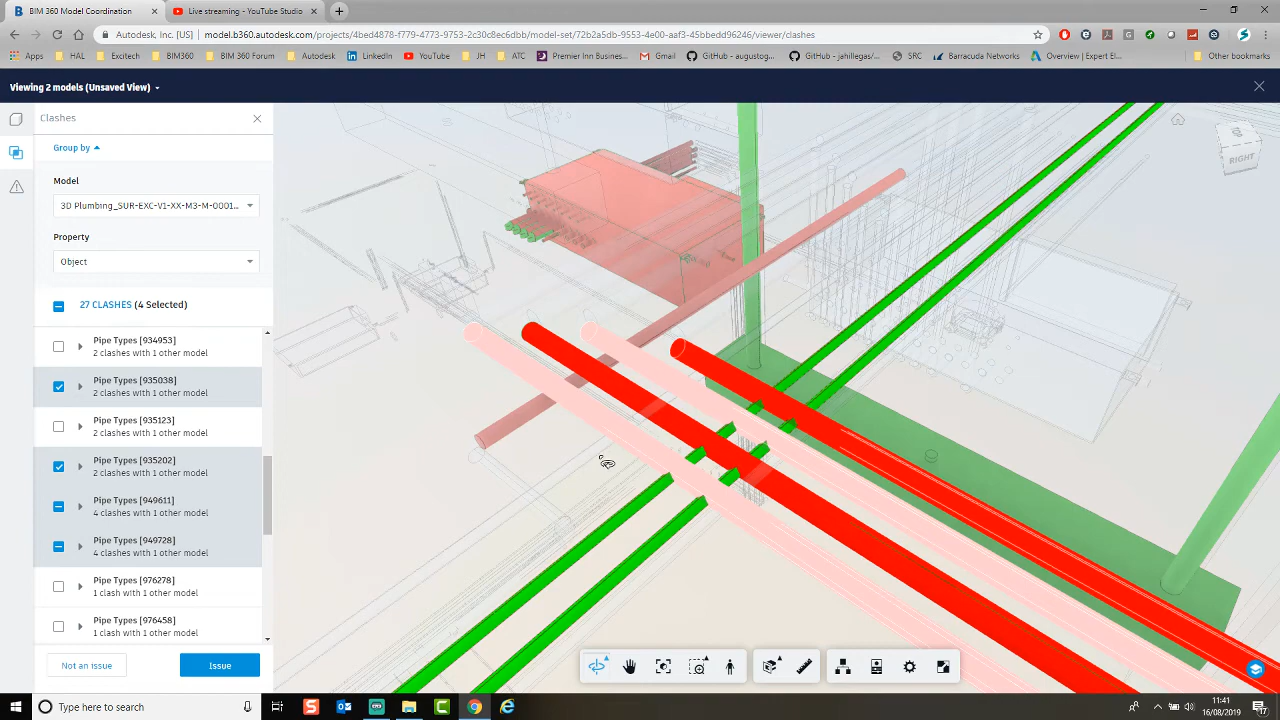 BIM 360 Model Coordination
Live streaming - YouTube Studio
Autodesk, Inc. [US] | model.b360.autodesk.com/projects/4be54878-f779-4773-9753-2c30c8ec6dbb/model-set/72b2a5db-9553-4e00-aaf3-45bbedd96246/viewer/clashes
Apps Excitech BIM360 BIM 360 Forum Autodesk LinkedIn YouTube JH ATC Premier Inn Business... Gmail GitHub - augustog... GitHub - jahillegas/... SRC Barracuda Networks Overview | Expert El... Other bookmarks
Viewing 2 models (Unsaved View)
Clashes
Group by
Model
3D Plumbing_SUR-EXC-V1-XX-M3-M-0001...
Property
Object
27 CLASHES (4 Selected)
Pipe Types [934953]
2 clashes with 1 other model
Pipe Types [935038]
2 clashes with 1 other model
Pipe Types [935123]
2 clashes with 1 other model
Pipe Types [935202]
2 clashes with 1 other model
Pipe Types [949611]
4 clashes with 1 other model
Pipe Types [949728]
4 clashes with 1 other model
Pipe Types [976278]
1 clash with 1 other model
Pipe Types [976458]
1 clash with 1 other model
Not an issue
Issue
RIGHT
Type here to search
11:41
16/08/2019